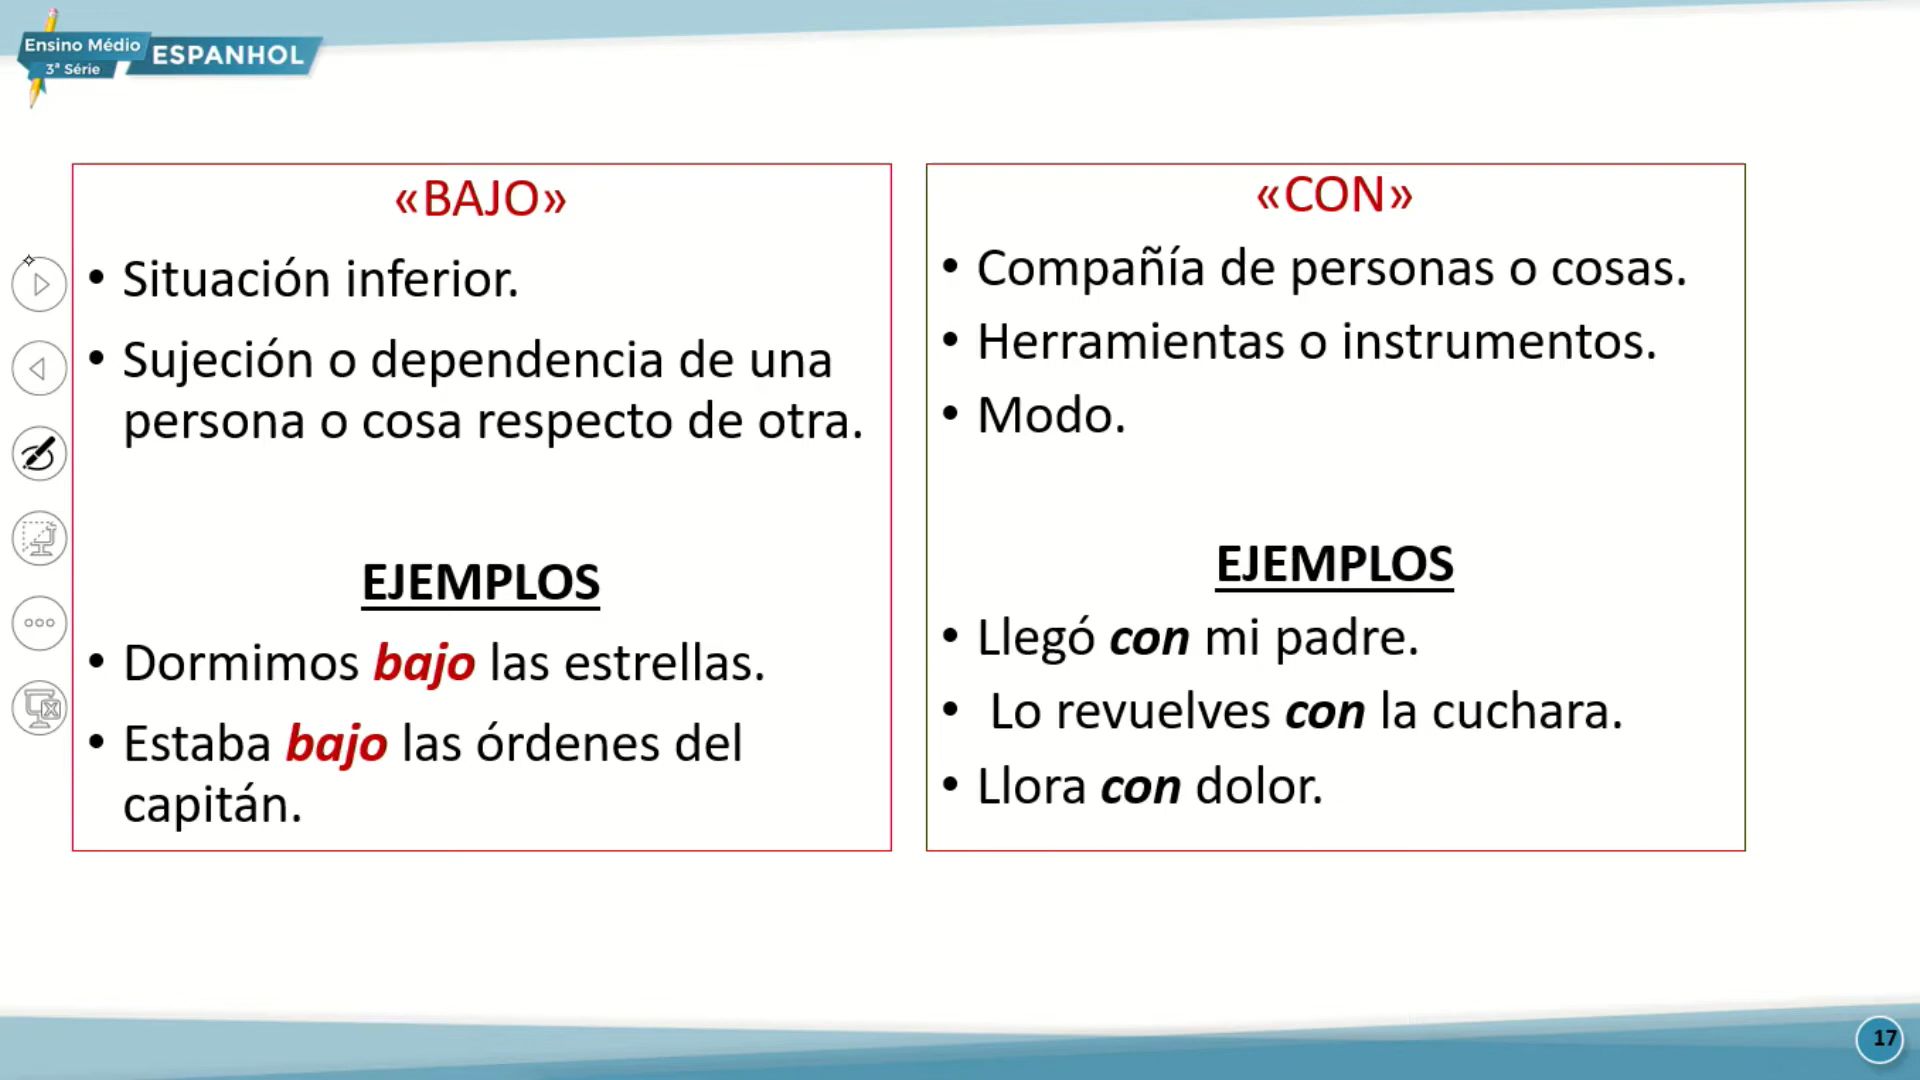 Ensino Médio
3ª Série
ESPANHOL
«BAJO»
• Situación inferior.
• Sujeción o dependencia de una
persona o cosa respecto de otra.
EJEMPLOS
• Dormimos bajo las estrellas.
• Estaba bajo las órdenes del
capitán.
«CON»
• Compañía de personas o cosas.
• Herramientas o instrumentos.
• Modo.
EJEMPLOS
• Llegó con mi padre.
• Lo revuelves con la cuchara.
• Llora con dolor.
17